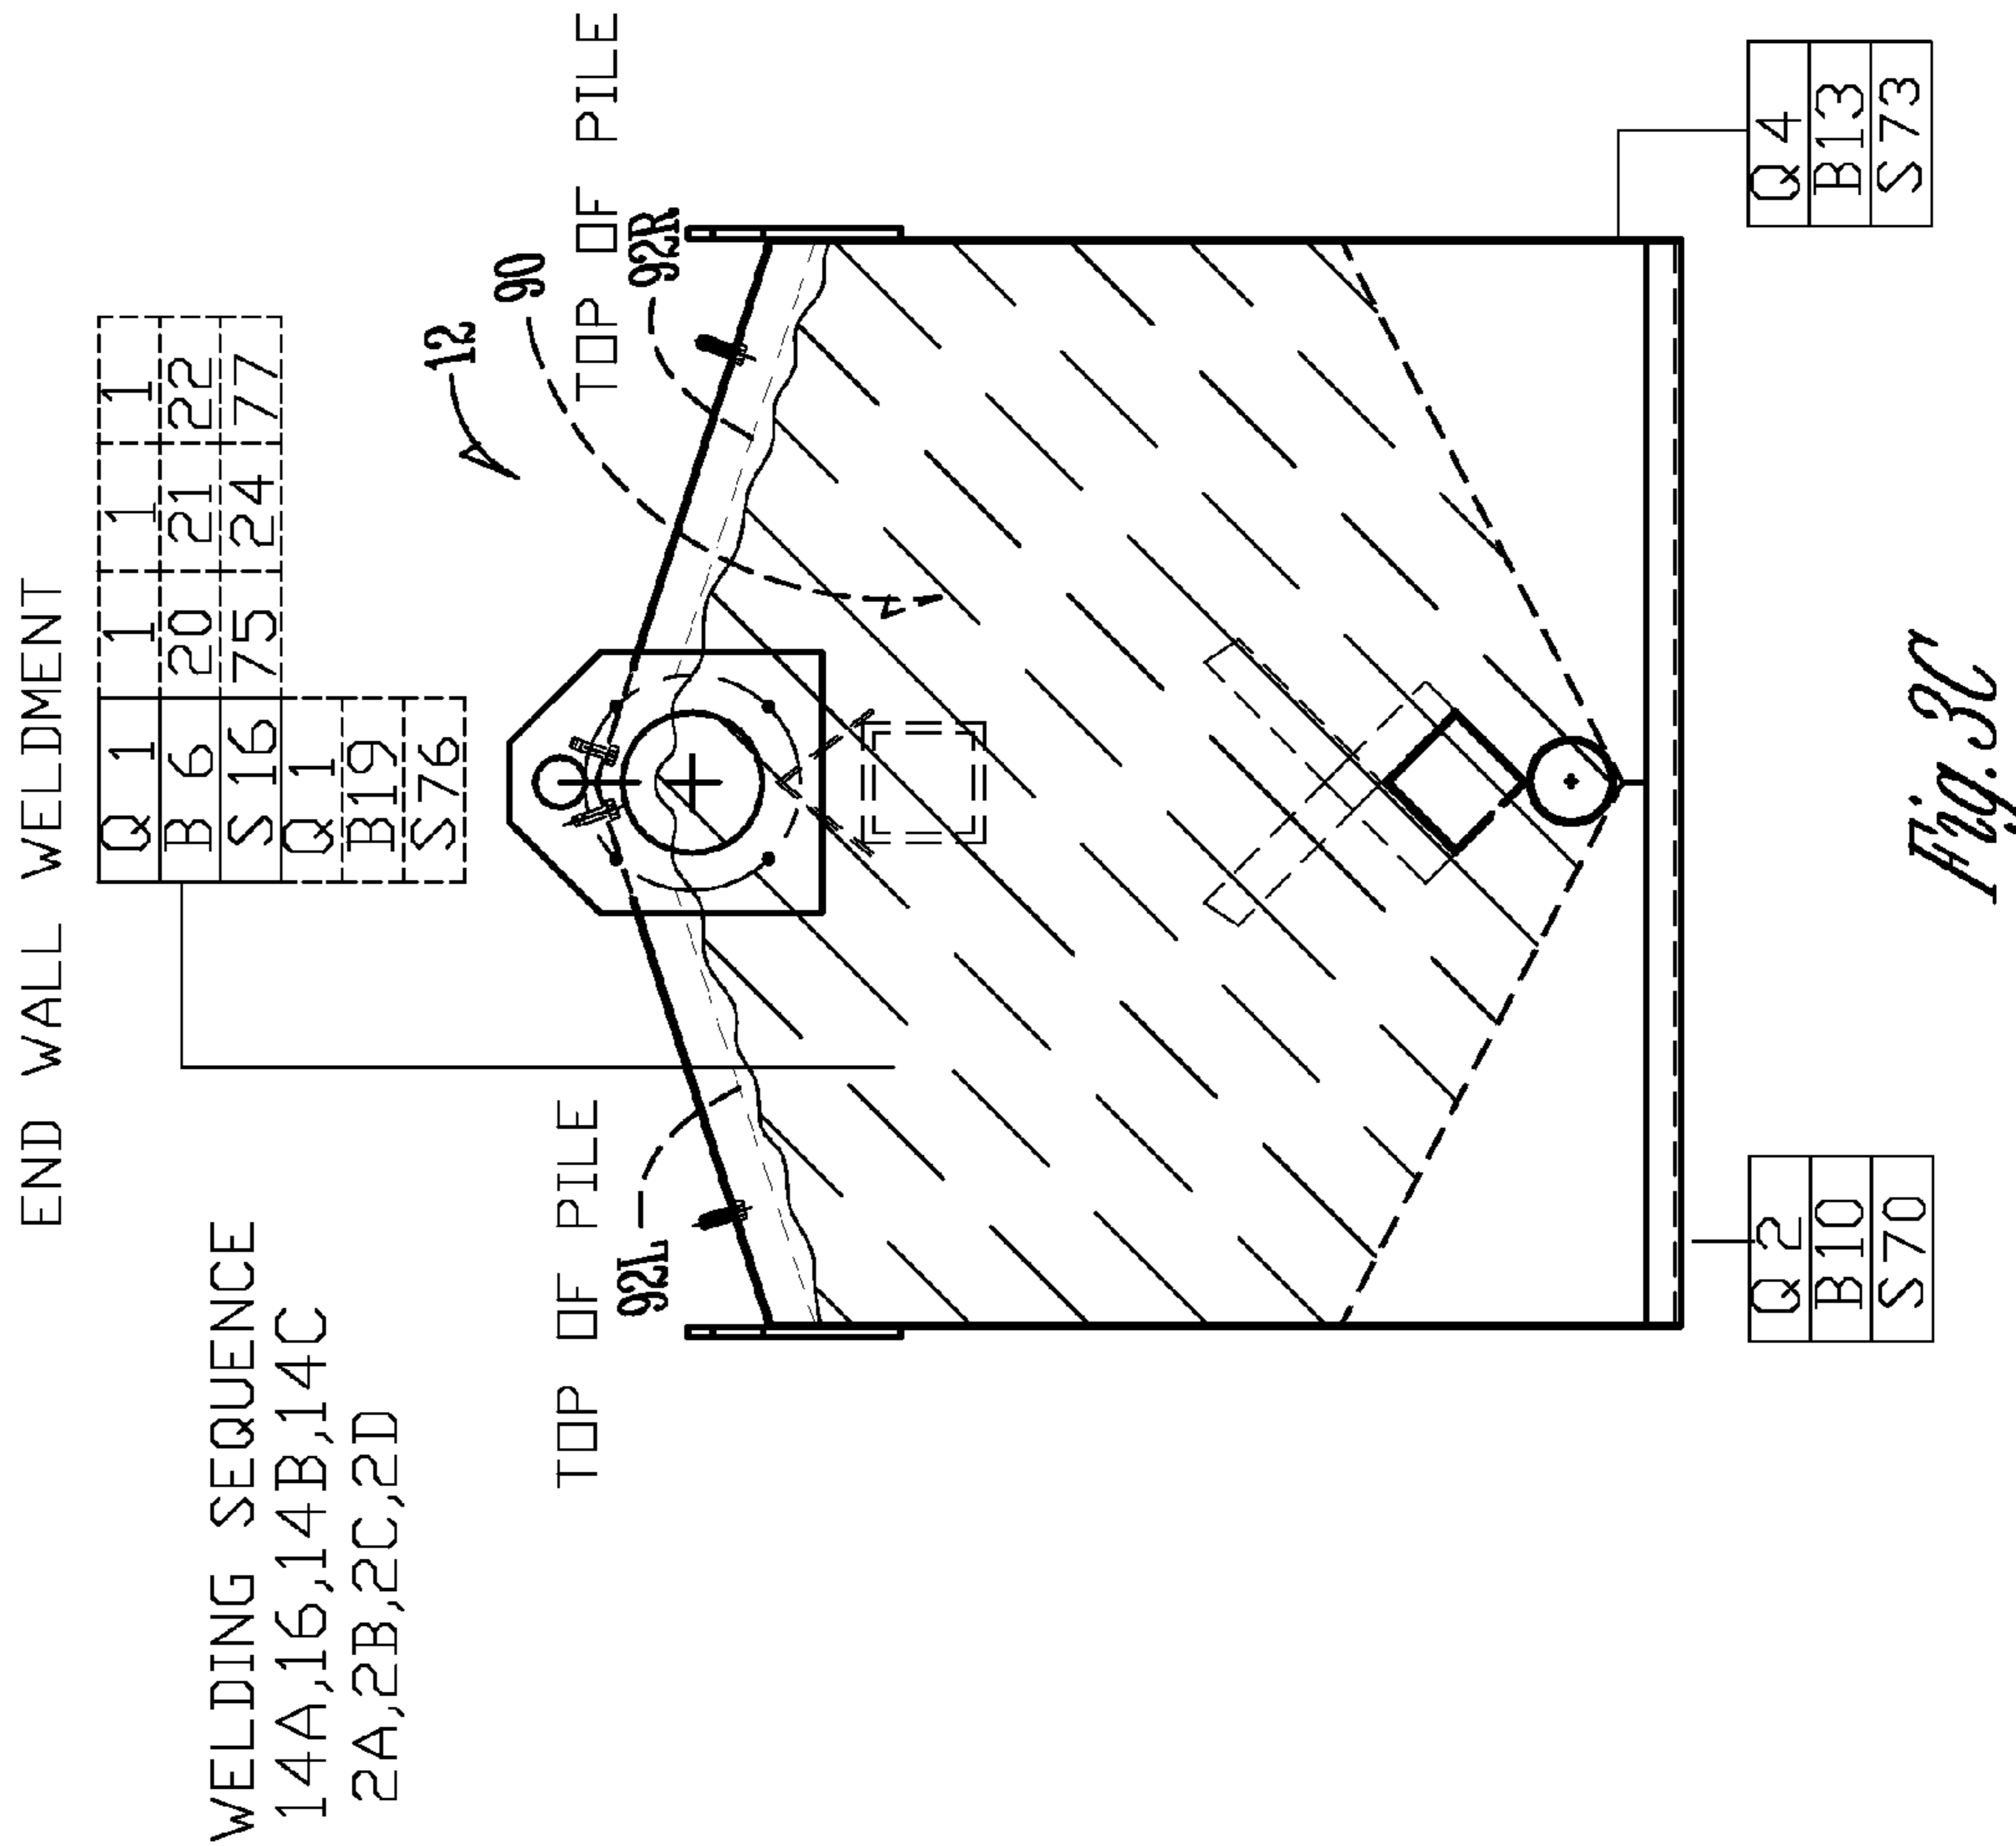 END WALL WELDMENT
Q 1 1 1 1
B 6 20 21 22
S 16 75 24 77
Q 1
B19
S76
WELDING SEQUENCE
14A,16,14B,14C
2A,2B,2C,2D
12
90
TOP OF PILE
92R
TOP OF PILE
92L
Q 2
B10
S70
Q 4
B13
S73
Fig. 3C